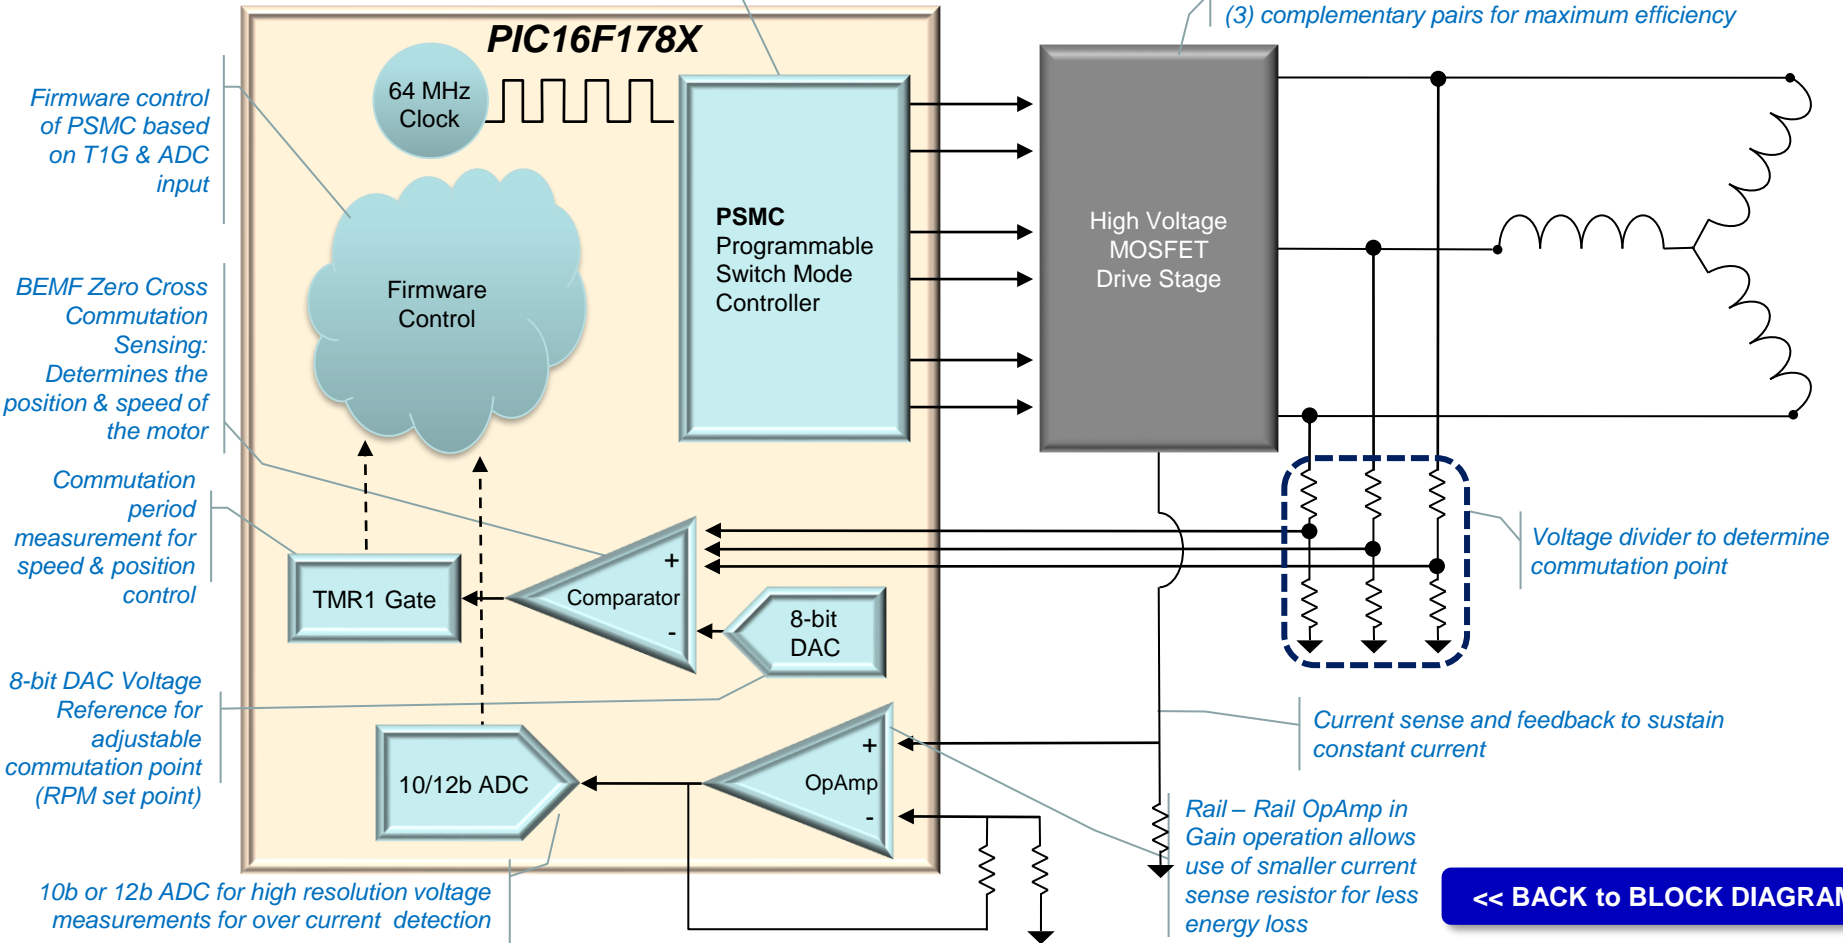 (3) complementary pairs for maximum efficiency
PIC16F178X
64 MHz
Clock
Firmware control
of PSMC based
on T1G & ADC
input
PSMC
Programmable
Switch Mode
Controller
High Voltage
MOSFET
Drive Stage
Firmware
Control
BEMF Zero Cross
Commutation
Sensing:
Determines the
position & speed of
the motor
Commutation
period
measurement for
speed & position
control
+
Comparator
-
TMR1 Gate
8-bit
DAC
Voltage divider to determine
commutation point
8-bit DAC Voltage
Reference for
adjustable
commutation point
(RPM set point)
Current sense and feedback to sustain
constant current
+
OpAmp
-
10/12b ADC
Rail – Rail OpAmp in
Gain operation allows
use of smaller current
sense resistor for less
energy loss
10b or 12b ADC for high resolution voltage
measurements for over current detection
<< BACK to BLOCK DIAGRAM